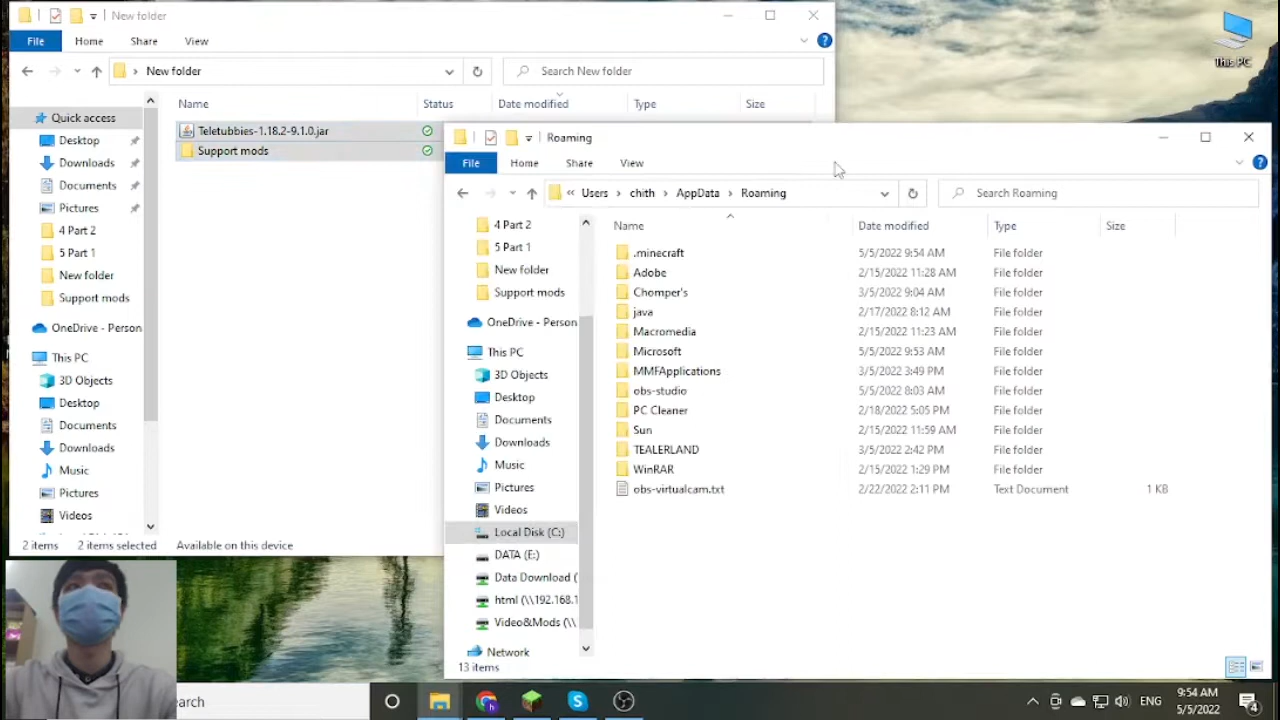 New folder
File Home Share View
New folder
Search New folder
Name Status Date modified Type Size
Quick access
Desktop
Downloads
Documents
Pictures
4 Part 2
5 Part 1
New folder
Support mods
OneDrive - Person
This PC
3D Objects
Desktop
Documents
Downloads
Music
Pictures
Videos
Teletubbies-1.18.2-9.1.0.jar
Support mods
2 items 2 items selected Available on this device
This PC
Roaming
File Home Share View
« Users › chith › AppData › Roaming
Search Roaming
4 Part 2
5 Part 1
New folder
Support mods
OneDrive - Person
This PC
3D Objects
Desktop
Documents
Downloads
Music
Pictures
Videos
Local Disk (C:)
DATA (E:)
Data Download (
html (\\192.168.1
Video&Mods (\\
Network
Name Date modified Type Size
.minecraft 5/5/2022 9:54 AM File folder
Adobe 2/15/2022 11:28 AM File folder
Chomper's 3/5/2022 9:04 AM File folder
java 2/17/2022 8:12 AM File folder
Macromedia 2/15/2022 11:23 AM File folder
Microsoft 5/5/2022 9:53 AM File folder
MMFApplications 3/5/2022 3:49 PM File folder
obs-studio 5/5/2022 8:03 AM File folder
PC Cleaner 2/18/2022 5:05 PM File folder
Sun 2/15/2022 11:59 AM File folder
TEALERLAND 3/5/2022 2:42 PM File folder
WinRAR 2/15/2022 1:29 PM File folder
obs-virtualcam.txt 2/22/2022 2:11 PM Text Document 1 KB
13 items
earch
ENG
9:54 AM
5/5/2022
4